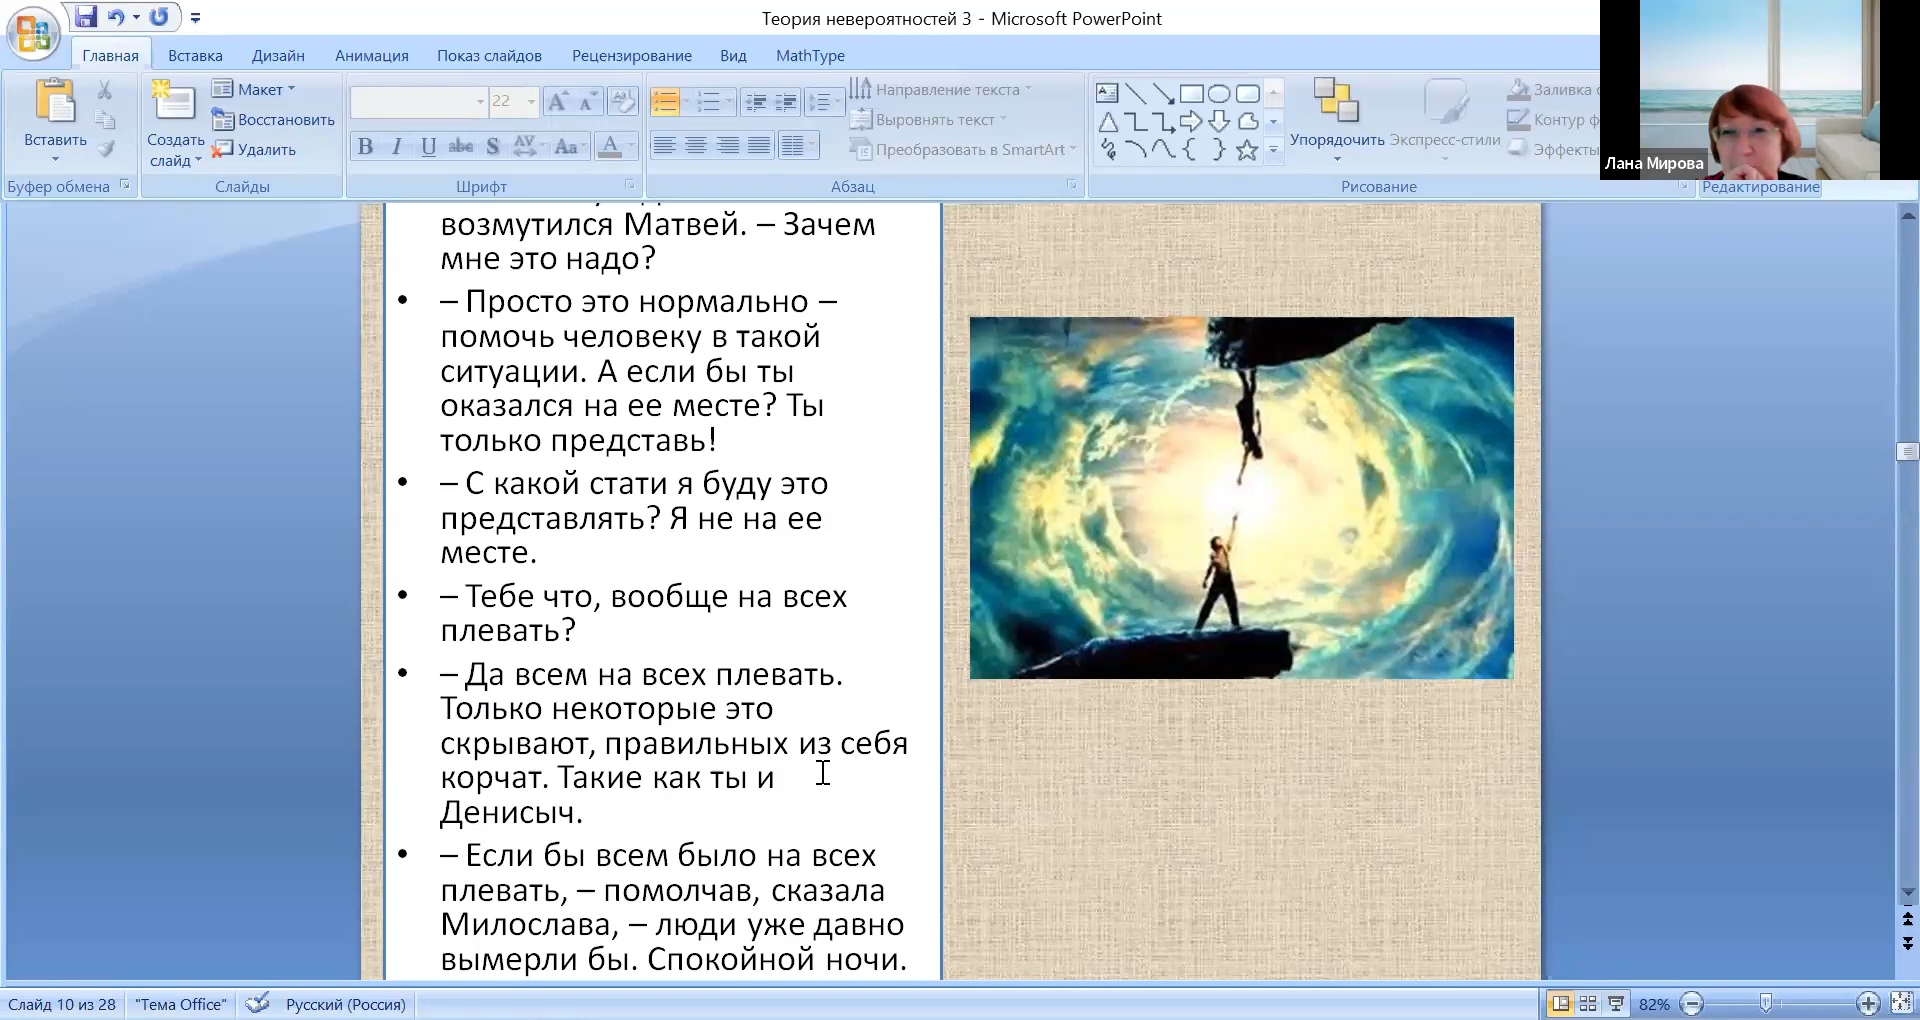 Теория невероятностей 3 - Microsoft PowerPoint
Главная
Вставка
Дизайн
Анимация
Показ слайдов
Рецензирование
Вид
MathType
Вставить
Буфер обмена
Создать
слайд
Макет
Восстановить
Удалить
Слайды
22
Шрифт
Направление текста
Выровнять текст
Преобразовать в SmartArt
Абзац
Упорядочить
Экспресс-стили
Заливка
Контур ф
Эффекты
Рисование
Редактирование
Лана Мирова
возмутился Матвей. – Зачем
мне это надо?
• – Просто это нормально –
помочь человеку в такой
ситуации. А если бы ты
оказался на ее месте? Ты
только представь!
• – С какой стати я буду это
представлять? Я не на ее
месте.
• – Тебе что, вообще на всех
плевать?
• – Да всем на всех плевать.
Только некоторые это
скрывают, правильных из себя
корчат. Такие как ты и
Денисыч.
• – Если бы всем было на всех
плевать, – помолчав, сказала
Милослава, – люди уже давно
вымерли бы. Спокойной ночи.
Слайд 10 из 28
"Тема Office"
Русский (Россия)
82%